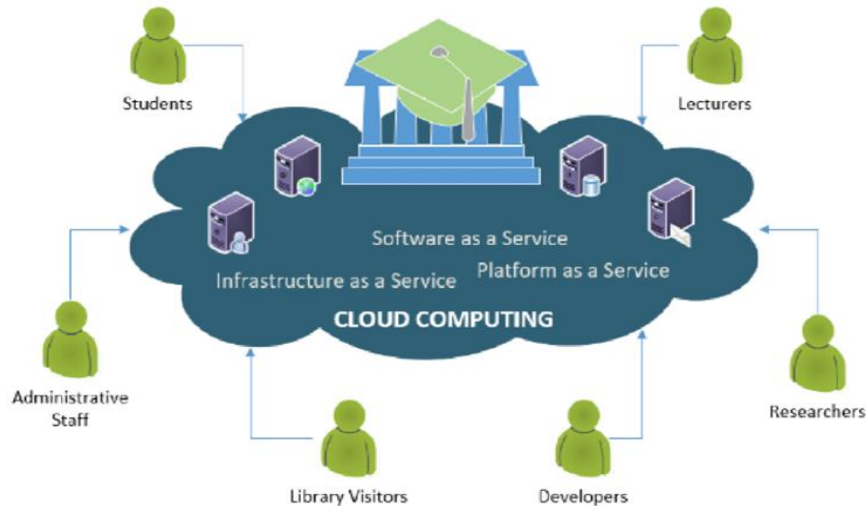 Students
Lecturers
Software as a Service
Platform as a Service
Infrastructure as a Service
CLOUD COMPUTING
Administrative
Staff
Researchers
Library Visitors
Developers